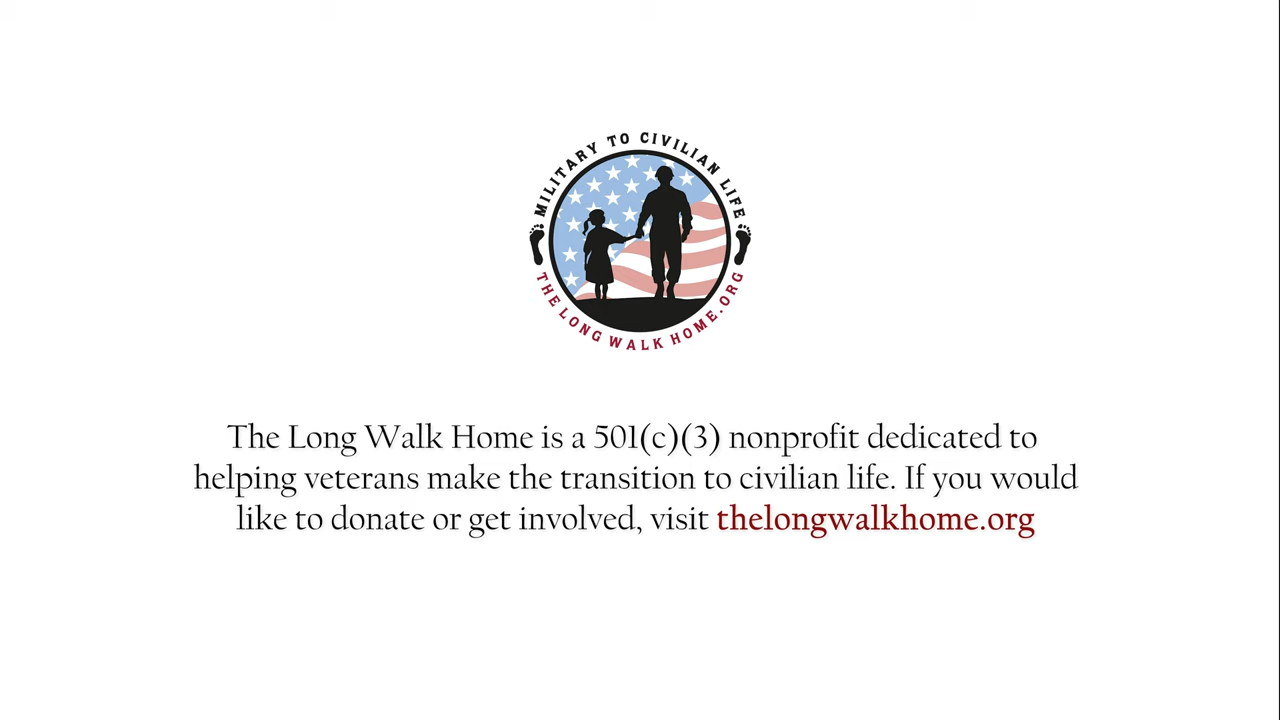 MILITARY TO CIVILIAN LIFE
THE LONG WALK HOME.ORG
The Long Walk Home is a 501(c)(3) nonprofit dedicated to
helping veterans make the transition to civilian life. If you would
like to donate or get involved, visit thelongwalkhome.org